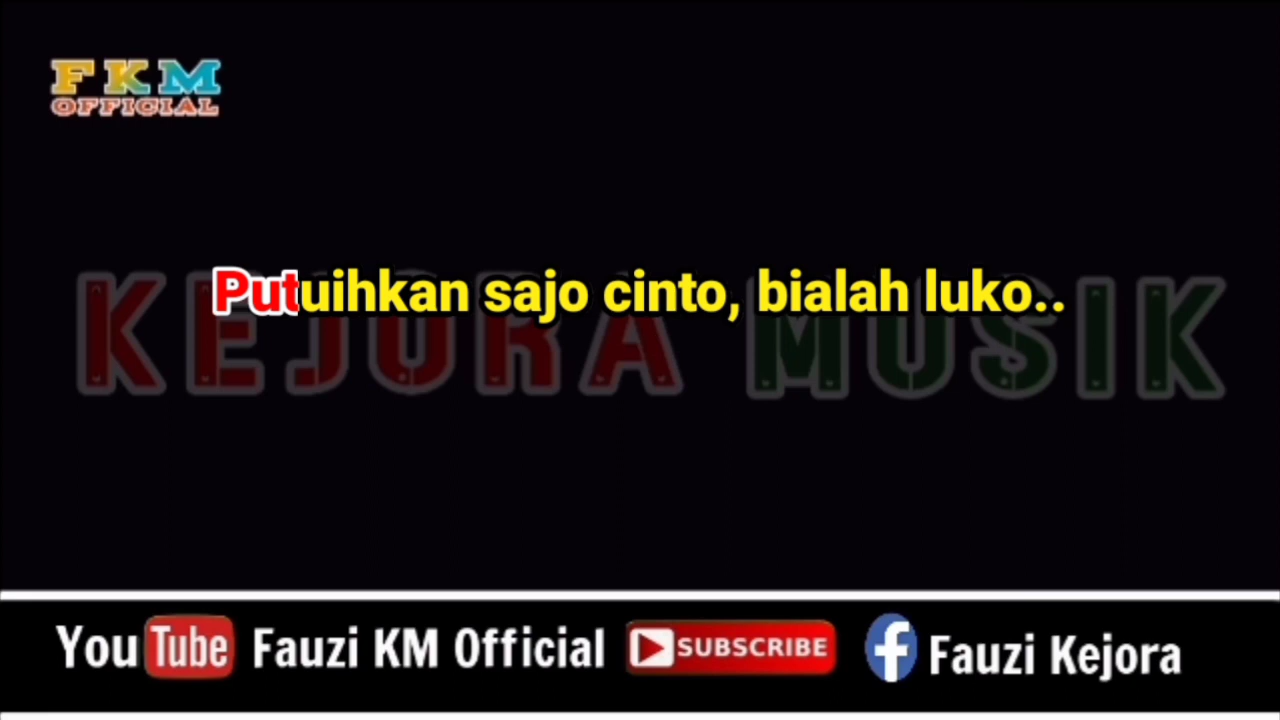 FKM
OFFICIAL
Putuihkan sajo cinto, bialah luko..
KEJORA MUSIK
YouTube Fauzi KM Official SUBSCRIBE Fauzi Kejora